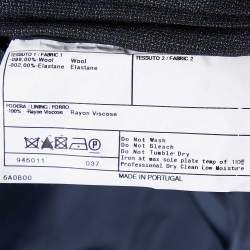 TESSUTO 1 / FABRIC 1
-098,00%- Wool Wool
-002,00%-Elastane Elastane
TESSUTO 2 / FABRIC 2
FODERA / LINING / FORRO
-100% -Rayon Viscose Rayon Viscose
Do Not Wash
Do Not Bleach
Do Not Tumble Dry
Iron at max sole plate temp of 110°
Professional Dry Clean Low Moisture
P
946011 037
6A0B00 MADE IN PORTUGAL